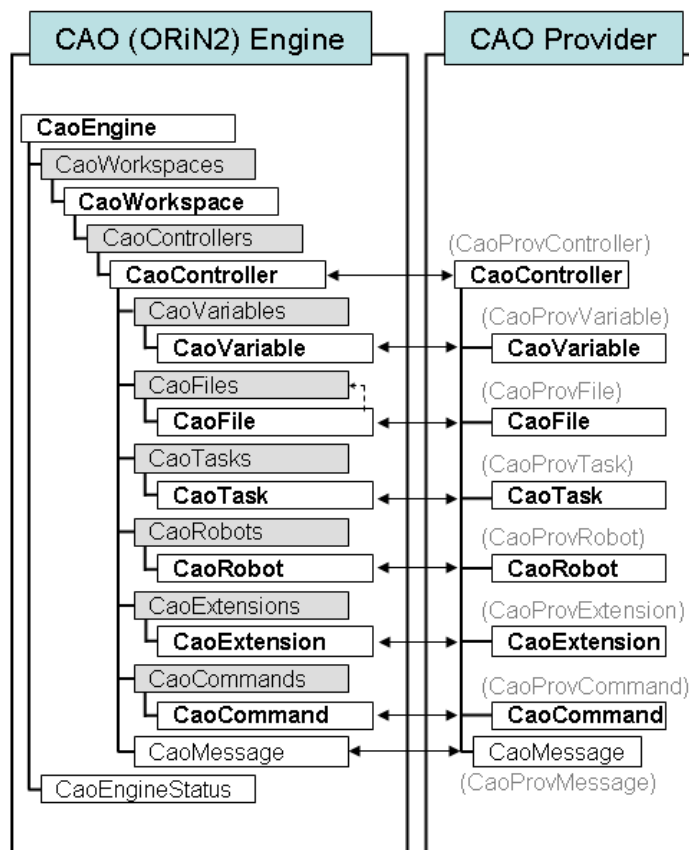 CAO (ORiN2) Engine
CaoEngine
CaoWorkspaces
CaoWorkspace
CaoControllers
CaoController
CaoVariables
CaoVariable
CaoFiles
CaoFile
CaoTasks
CaoTask
CaoRobots
CaoRobot
CaoExtensions
CaoExtension
CaoCommands
CaoCommand
CaoMessage
CaoEngineStatus
CAO Provider
(CaoProvController)
CaoController
(CaoProvVariable)
CaoVariable
(CaoProvFile)
CaoFile
(CaoProvTask)
CaoTask
(CaoProvRobot)
CaoRobot
(CaoProvExtension)
CaoExtension
(CaoProvCommand)
CaoCommand
CaoMessage
(CaoProvMessage)